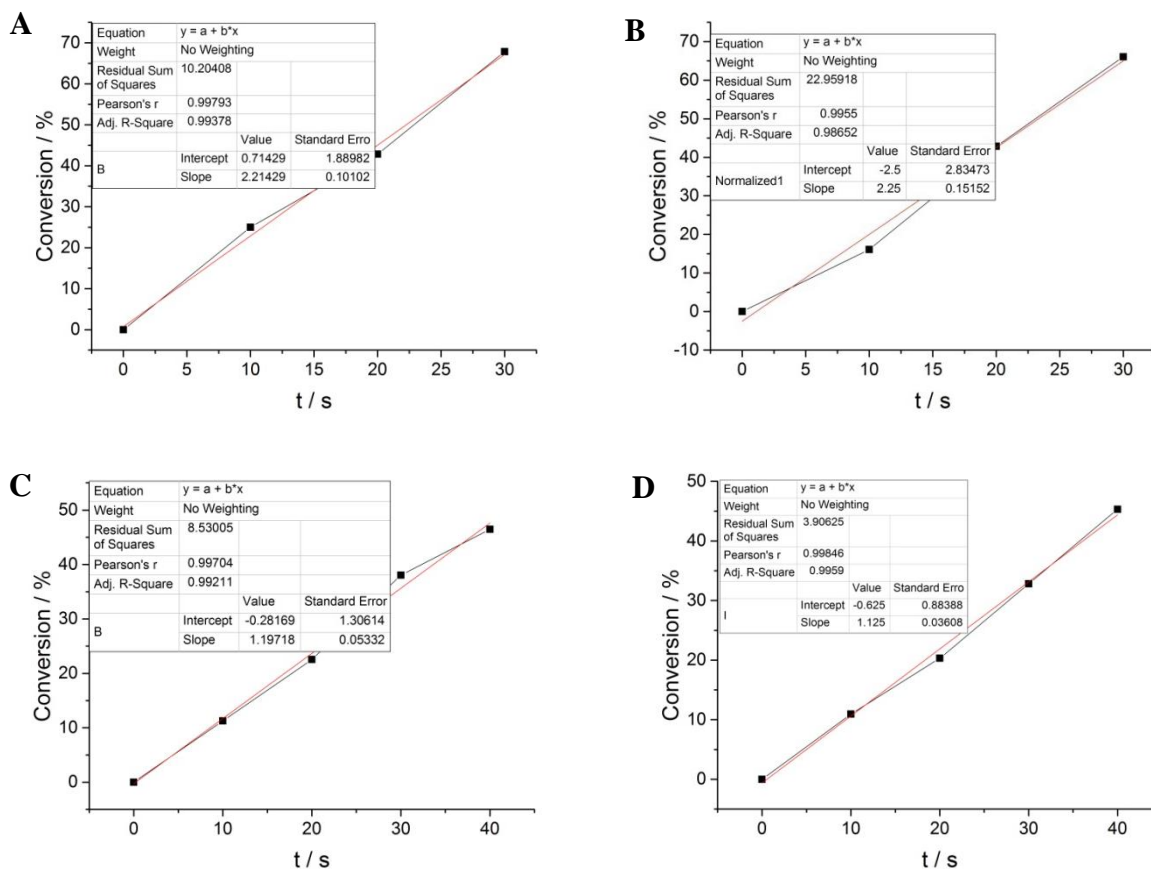 A
Equation y = a + b*x
Weight No Weighting
Residual Sum of Squares 10.20408
Pearson's r 0.99793
Adj. R-Square 0.99378
Value Standard Erro
B Intercept 0.71429 1.88982
Slope 2.21429 0.10102
Conversion / %
70
60
50
40
30
20
10
0
0 5 10 15 20 25 30
t / s
B
Equation y = a + b*x
Weight No Weighting
Residual Sum of Squares 22.95918
Pearson's r 0.9955
Adj. R-Square 0.98652
Value Standard Error
Normalized1 Intercept -2.5 2.83473
Slope 2.25 0.15152
Conversion / %
70
60
50
40
30
20
10
0
-10
0 5 10 15 20 25 30
t / s
C
Equation y = a + b*x
Weight No Weighting
Residual Sum of Squares 8.53005
Pearson's r 0.99704
Adj. R-Square 0.99211
Value Standard Error
B Intercept -0.28169 1.30614
Slope 1.19718 0.05332
Conversion / %
50
40
30
20
10
0
0 10 20 30 40
t / s
D
Equation y = a + b*x
Weight No Weighting
Residual Sum of Squares 3.90625
Pearson's r 0.99846
Adj. R-Square 0.9959
Value Standard Erro
I Intercept -0.625 0.88388
Slope 1.125 0.03608
Conversion / %
50
40
30
20
10
0
0 10 20 30 40
t / s